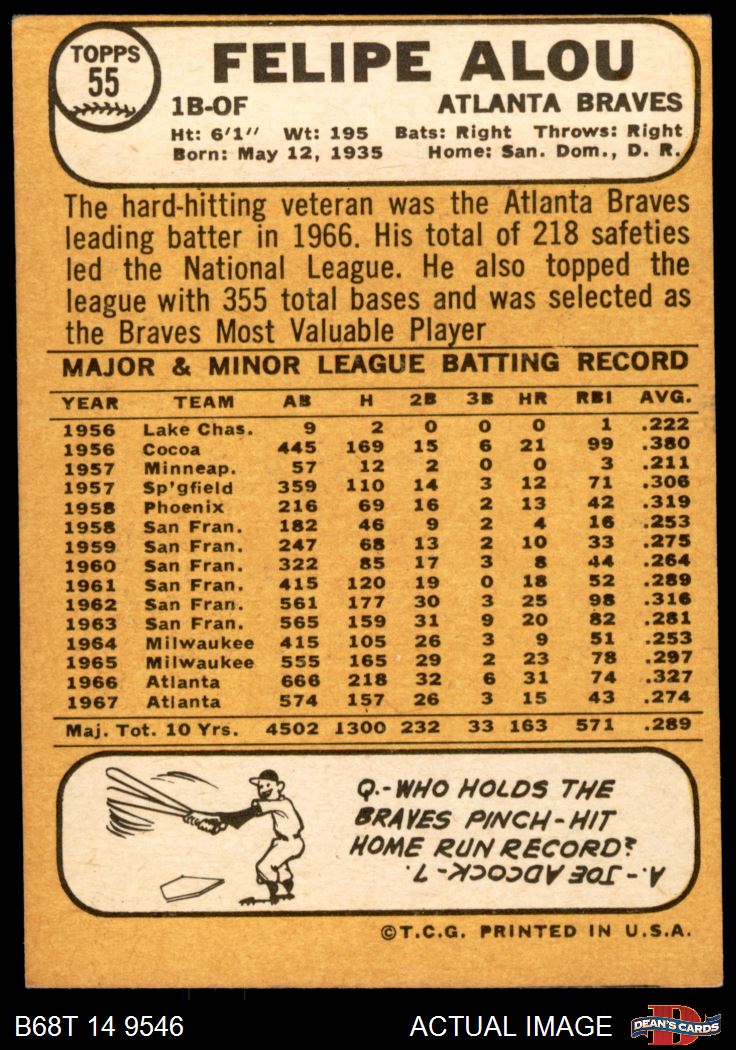 TOPPS
55
FELIPE ALOU
1B-OF ATLANTA BRAVES
Ht: 6'1" Wt: 195 Bats: Right Throws: Right
Born: May 12, 1935 Home: San. Dom., D. R.
The hard-hitting veteran was the Atlanta Braves
leading batter in 1966. His total of 218 safeties
led the National League. He also topped the
league with 355 total bases and was selected as
the Braves Most Valuable Player
MAJOR & MINOR LEAGUE BATTING RECORD
YEAR TEAM AB H 2B 3B HR RBI AVG.
1956 Lake Chas. 9 2 0 0 0 1 .222
1956 Cocoa 445 169 15 6 21 99 .380
1957 Minneap. 57 12 2 0 0 3 .211
1957 Sp'gfield 359 110 14 3 12 71 .306
1958 Phoenix 216 69 16 2 13 42 .319
1958 San Fran. 182 46 9 2 4 16 .253
1959 San Fran. 247 68 13 2 10 33 .275
1960 San Fran. 322 85 17 3 8 44 .264
1961 San Fran. 415 120 19 0 18 52 .289
1962 San Fran. 561 177 30 3 25 98 .316
1963 San Fran. 565 159 31 9 20 82 .281
1964 Milwaukee 415 105 26 3 9 51 .253
1965 Milwaukee 555 165 29 2 23 78 .297
1966 Atlanta 666 218 32 6 31 74 .327
1967 Atlanta 574 157 26 3 15 43 .274
Maj. Tot. 10 Yrs. 4502 1300 232 33 163 571 .289
Q.-WHO HOLDS THE
BRAVES PINCH-HIT
HOME RUN RECORD?
A.-JOE ADCOCK-7.
©T.C.G. PRINTED IN U.S.A.
B68T 14 9546 ACTUAL IMAGE
D
DEAN'S CARDS